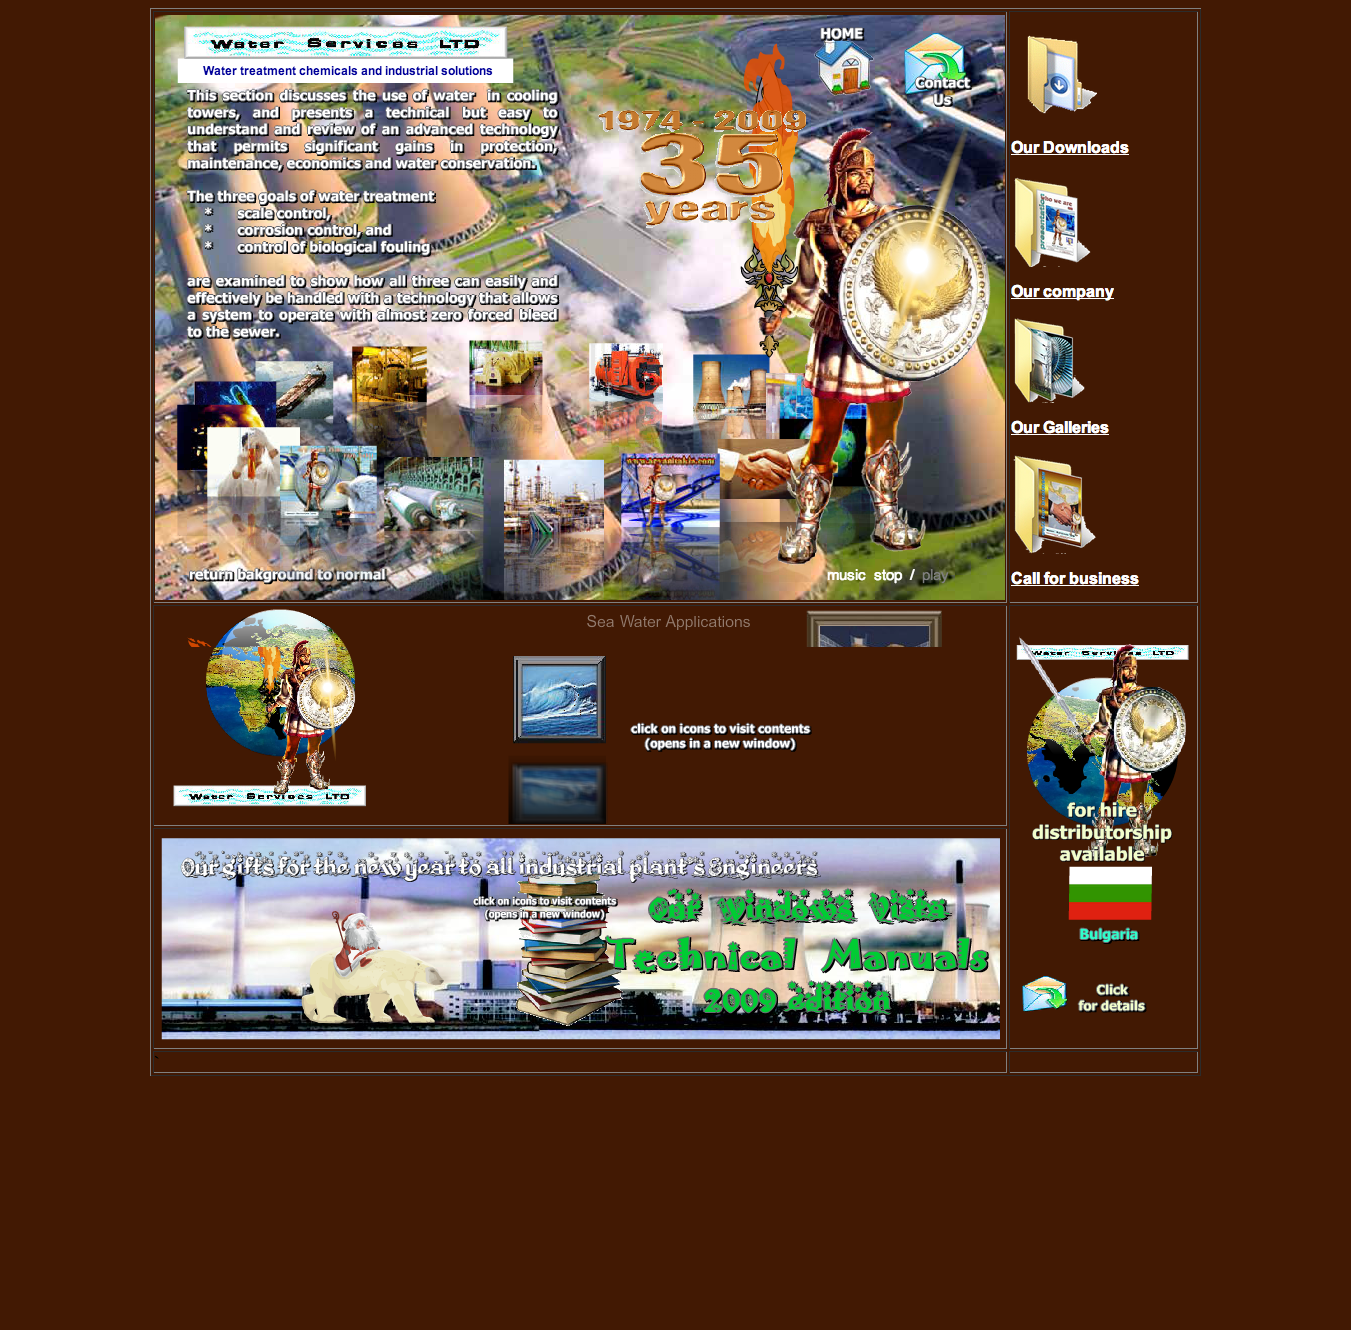 Water Services LTD
Water treatment chemicals and industrial solutions
This section discusses the use of water in cooling
towers, and presents a technical but easy to
understand and review of an advanced technology
that permits significant gains in protection,
maintenance, economics and water conservation.
The three goals of water treatment
* scale control,
* corrosion control, and
* control of biological fouling
are examined to show how all three can easily and
effectively be handled with a technology that allows
a system to operate with almost zero forced bleed
to the sewer.
1974 - 2009
35
years
HOME
Contact
Us
www.arvanitakis.com
return bakground to normal
music stop / play
Our Downloads
who we are
presentation
Our company
Our Galleries
Call for business
Sea Water Applications
click on icons to visit contents
(opens in a new window)
Water Services LTD
Our gifts for the new year to all industrial plant's Engineers
click on icons to visit contents
(opens in a new window)
Our Windows Vista
Technical Manuals
2009 edition
Water Services LTD
for hire
distributorship
available
Bulgaria
Click
for details